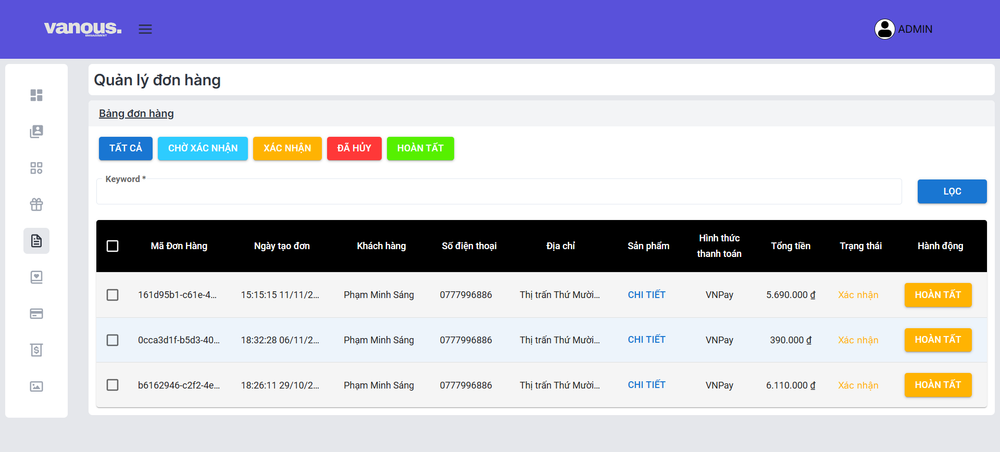 vanous.
MANAGEMENT
ADMIN
Quản lý đơn hàng
Bảng đơn hàng
TẤT CẢ
CHỜ XÁC NHẬN
XÁC NHẬN
ĐÃ HỦY
HOÀN TẤT
Keyword *
LỌC
Mã Đơn Hàng
Ngày tạo đơn
Khách hàng
Số điện thoại
Địa chỉ
Sản phẩm
Hình thức
thanh toán
Tổng tiền
Trạng thái
Hành động
161d95b1-c61e-4...
15:15:15 11/11/2...
Phạm Minh Sáng
0777996886
Thị trấn Thứ Mười...
CHI TIẾT
VNPay
5.690.000 ₫
Xác nhận
HOÀN TẤT
0cca3d1f-b5d3-40...
18:32:28 06/11/2...
Phạm Minh Sáng
0777996886
Thị trấn Thứ Mười...
CHI TIẾT
VNPay
390.000 ₫
Xác nhận
HOÀN TẤT
b6162946-c2f2-4e...
18:26:11 29/10/2...
Phạm Minh Sáng
0777996886
Thị trấn Thứ Mười...
CHI TIẾT
VNPay
6.110.000 ₫
Xác nhận
HOÀN TẤT